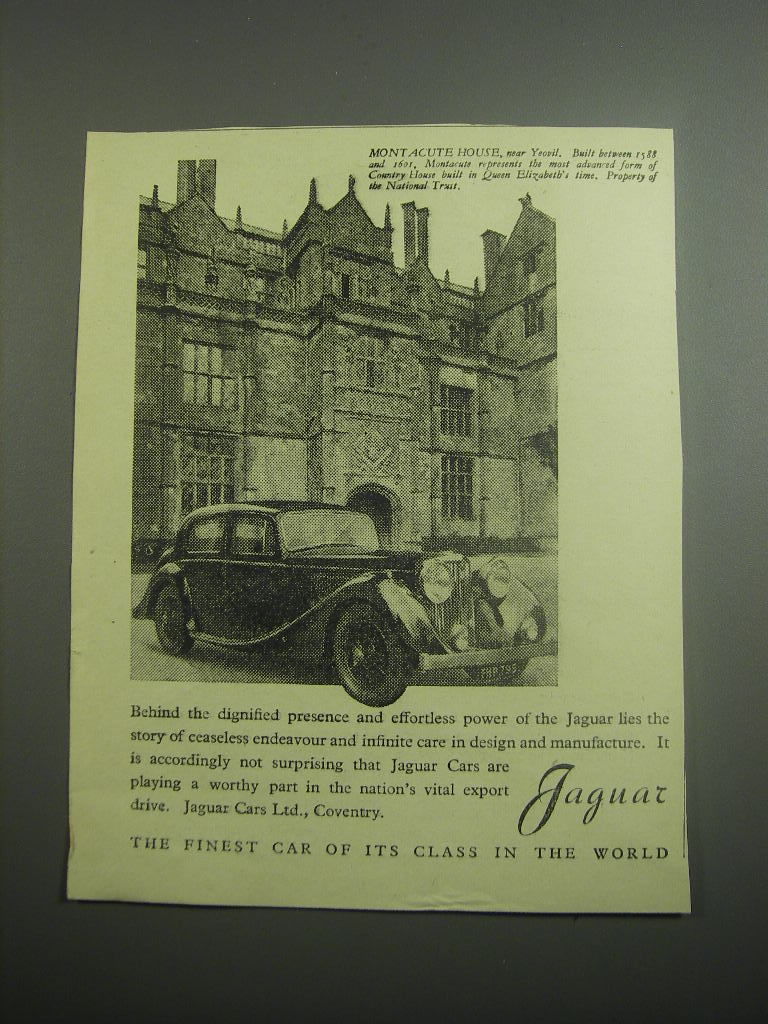 MONTACUTE HOUSE, near Yeovil. Built between 1588
and 1601, Montacute represents the most advanced form of
Country House built in Queen Elizabeth's time. Property of
the National Trust.
Behind the dignified presence and effortless power of the Jaguar lies the
story of ceaseless endeavour and infinite care in design and manufacture. It
is accordingly not surprising that Jaguar Cars are
playing a worthy part in the nation's vital export
drive. Jaguar Cars Ltd., Coventry.
Jaguar
THE FINEST CAR OF ITS CLASS IN THE WORLD